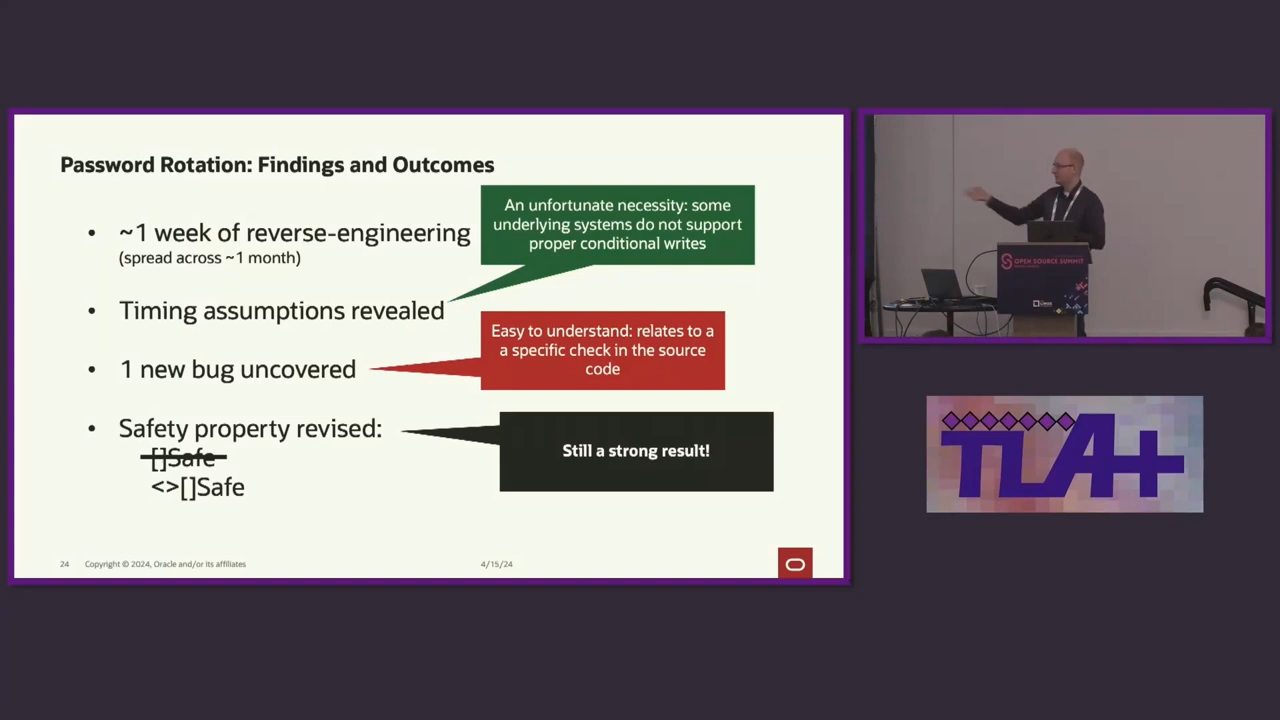 Password Rotation: Findings and Outcomes
• ~1 week of reverse-engineering
(spread across ~1 month)
An unfortunate necessity: some
underlying systems do not support
proper conditional writes
• Timing assumptions revealed
Easy to understand: relates to a
a specific check in the source
code
• 1 new bug uncovered
• Safety property revised:
[]Safe
<>[]Safe
Still a strong result!
24 Copyright © 2024, Oracle and/or its affiliates 4/15/24
OPEN SOURCE SUMMIT
TLA+